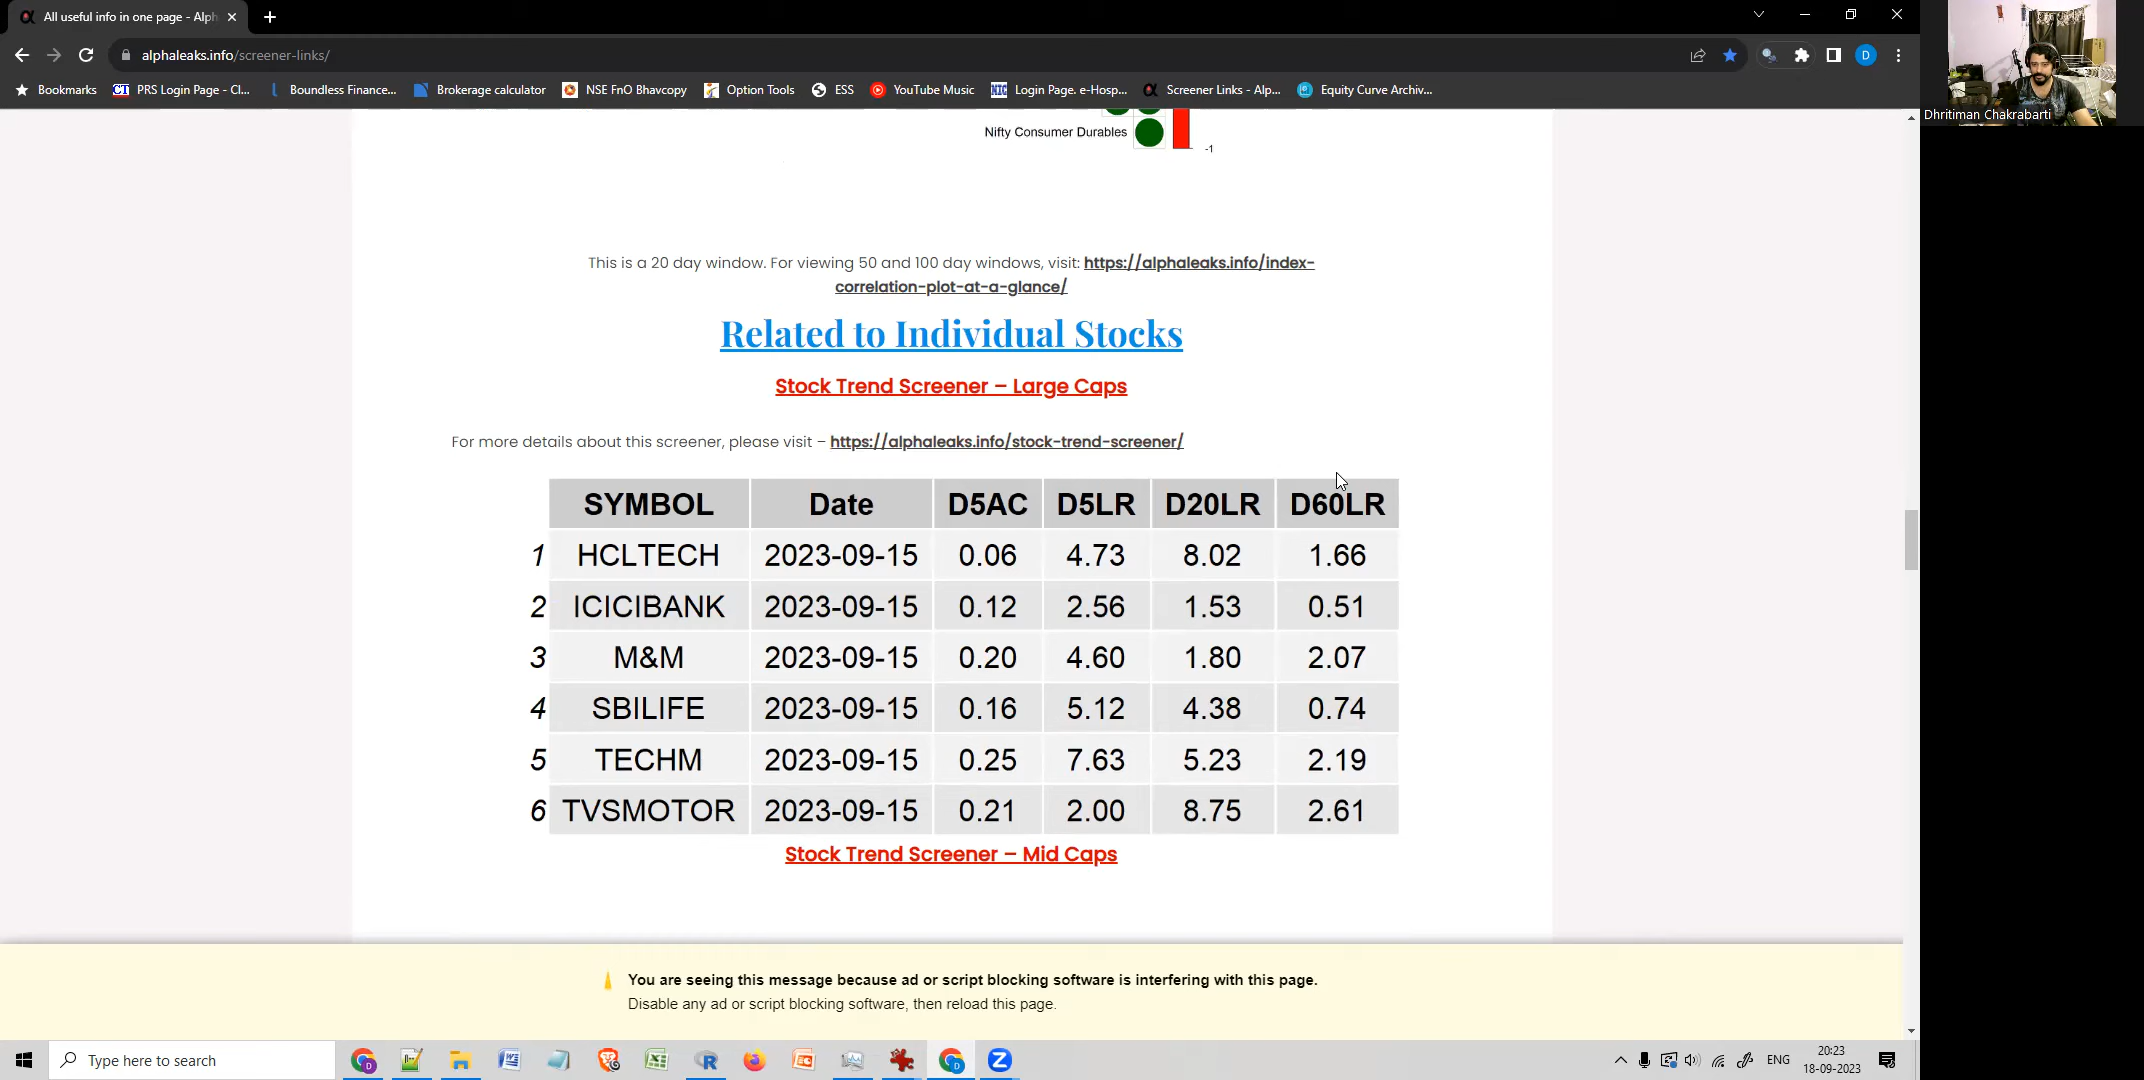 All useful info in one page - Alph
alphaleaks.info/screener-links/
Bookmarks
PRS Login Page - Cl...
Boundless Finance...
Brokerage calculator
NSE FnO Bhavcopy
Option Tools
ESS
YouTube Music
Login Page. e-Hosp...
Screener Links - Alp...
Equity Curve Archiv...
Dhritiman Chakrabarti
Nifty Consumer Durables
-1
This is a 20 day window. For viewing 50 and 100 day windows, visit: https://alphaleaks.info/index-
correlation-plot-at-a-glance/
Related to Individual Stocks
Stock Trend Screener – Large Caps
For more details about this screener, please visit – https://alphaleaks.info/stock-trend-screener/
SYMBOL Date D5AC D5LR D20LR D60LR
1 HCLTECH 2023-09-15 0.06 4.73 8.02 1.66
2 ICICIBANK 2023-09-15 0.12 2.56 1.53 0.51
3 M&M 2023-09-15 0.20 4.60 1.80 2.07
4 SBILIFE 2023-09-15 0.16 5.12 4.38 0.74
5 TECHM 2023-09-15 0.25 7.63 5.23 2.19
6 TVSMOTOR 2023-09-15 0.21 2.00 8.75 2.61
Stock Trend Screener – Mid Caps
You are seeing this message because ad or script blocking software is interfering with this page.
Disable any ad or script blocking software, then reload this page.
Type here to search
ENG
20:23
18-09-2023